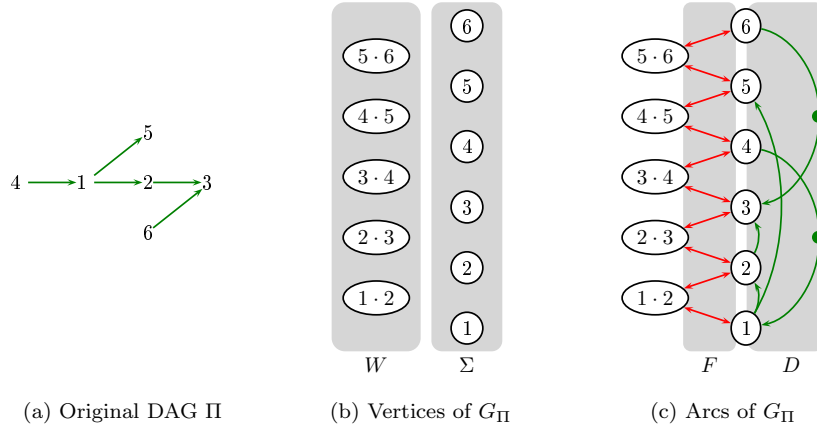 5
4 1 2 3
6
5 · 6
4 · 5
3 · 4
2 · 3
1 · 2
6
5
4
3
2
1
W Σ
5 · 6
4 · 5
3 · 4
2 · 3
1 · 2
6
5
4
3
2
1
F D
(a) Original DAG Π
(b) Vertices of G_Π
(c) Arcs of G_Π